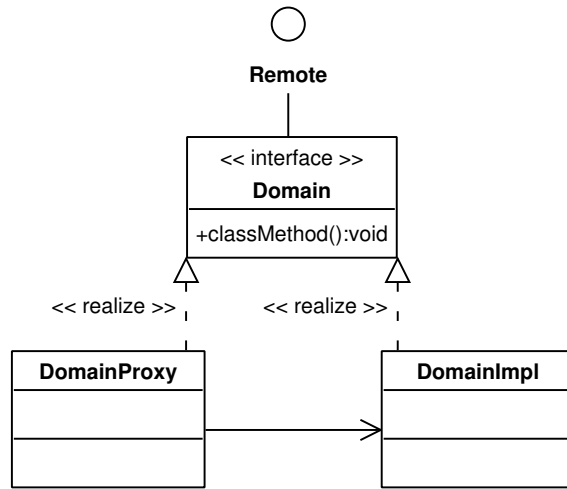 Remote
<< interface >>
Domain
+classMethod():void
<< realize >>
<< realize >>
DomainProxy
DomainImpl